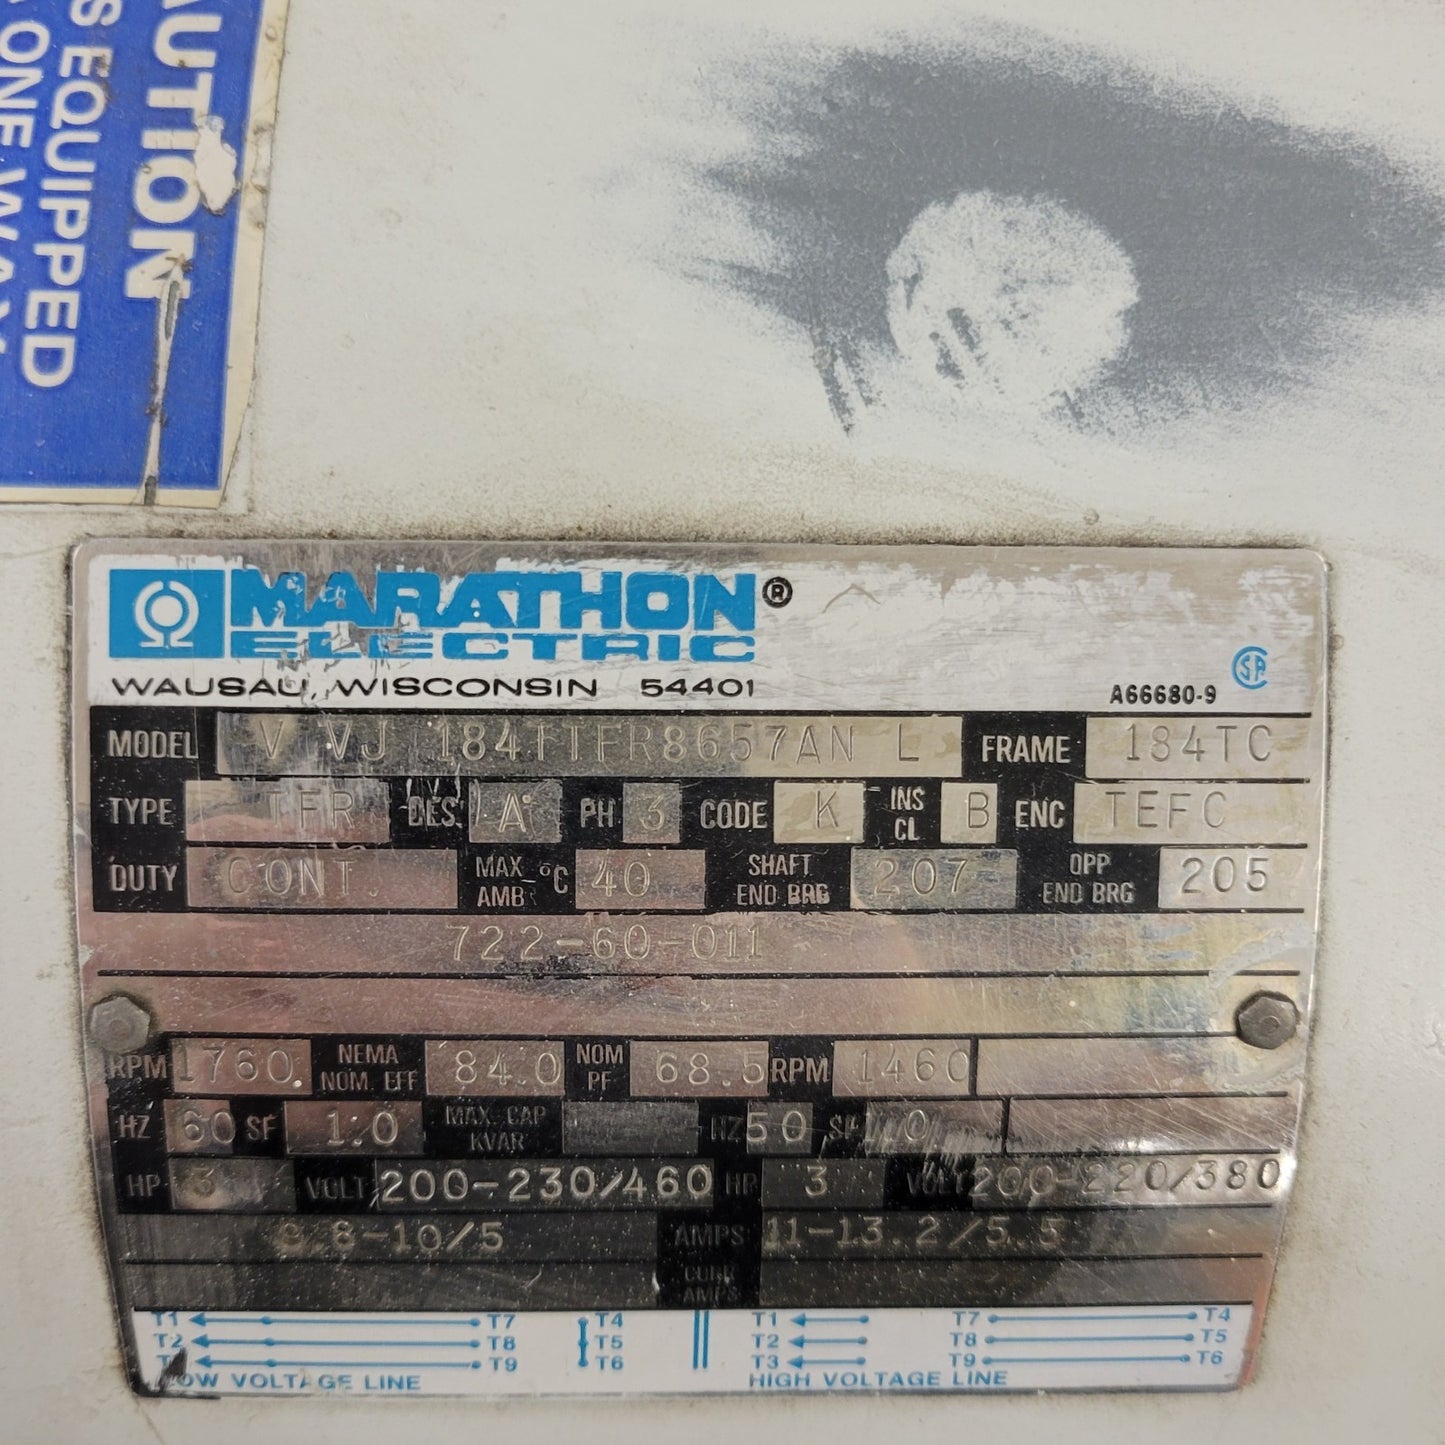 AUTION
S EQUIPPED
ONE WAY
MARATHON®
ELECTRIC
WAUSAU, WISCONSIN 54401
A66680-9
MODEL V VJ 184TTFR8657AN L FRAME 184TC
TYPE TFR DES. A PH 3 CODE K INS CL B ENC TEFC
DUTY CONT. MAX AMB °C 40 SHAFT END BRG 207 OPP END BRG 205
722-60-011
RPM 1760 NEMA NOM. EFF 84.0 NOM PF 68.5 RPM 1460
HZ 60 SF 1.0 MAX. CAP KVAR HZ 50 SF 1.0
HP 3 VOLT 200-230/460 HP 3 VOLT 200-220/380
8-10/5 AMPS 11-13.2/5.5
CORR AMPS
T1 T7 T4 T1 T7 T4
T2 T8 T5 T2 T8 T5
T9 T6 T3 T9 T6
LOW VOLTAGE LINE HIGH VOLTAGE LINE